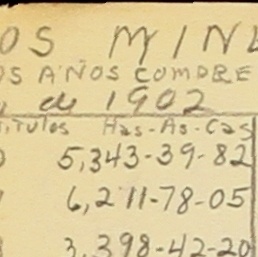 OS MIN
OS AÑOS COMPRE
de 1902
Titulos Has-As-Cas
5,343-39-82
6,211-78-05
3,398-42-20